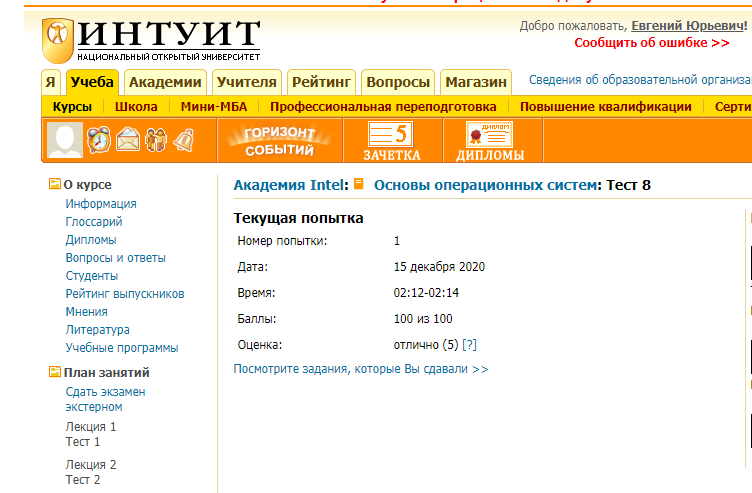 Добро пожаловать, Евгений Юрьевич!
Сообщить об ошибке >>
ИНТУИТ
НАЦИОНАЛЬНЫЙ ОТКРЫТЫЙ УНИВЕРСИТЕТ
Я Учеба Академии Учителя Рейтинг Вопросы Магазин Сведения об образовательной
Курсы Школа Мини-МБА Профессиональная переподготовка Повышение квалификации
ГОРИЗОНТ СОБЫТИЙ
5
ЗАЧЕТКА
ДИПЛОМ
ДИПЛОМЫ
О курсе
Информация
Глоссарий
Дипломы
Вопросы и ответы
Студенты
Рейтинг выпускников
Мнения
Литература
Учебные программы
План занятий
Сдать экзамен
экстерном
Лекция 1
Тест 1
Лекция 2
Тест 2
Академия Intel: Основы операционных систем: Тест 8
Текущая попытка
Номер попытки: 1
Дата: 15 декабря 2020
Время: 02:12-02:14
Баллы: 100 из 100
Оценка: отлично (5) [?]
Посмотрите задания, которые Вы сдавали >>